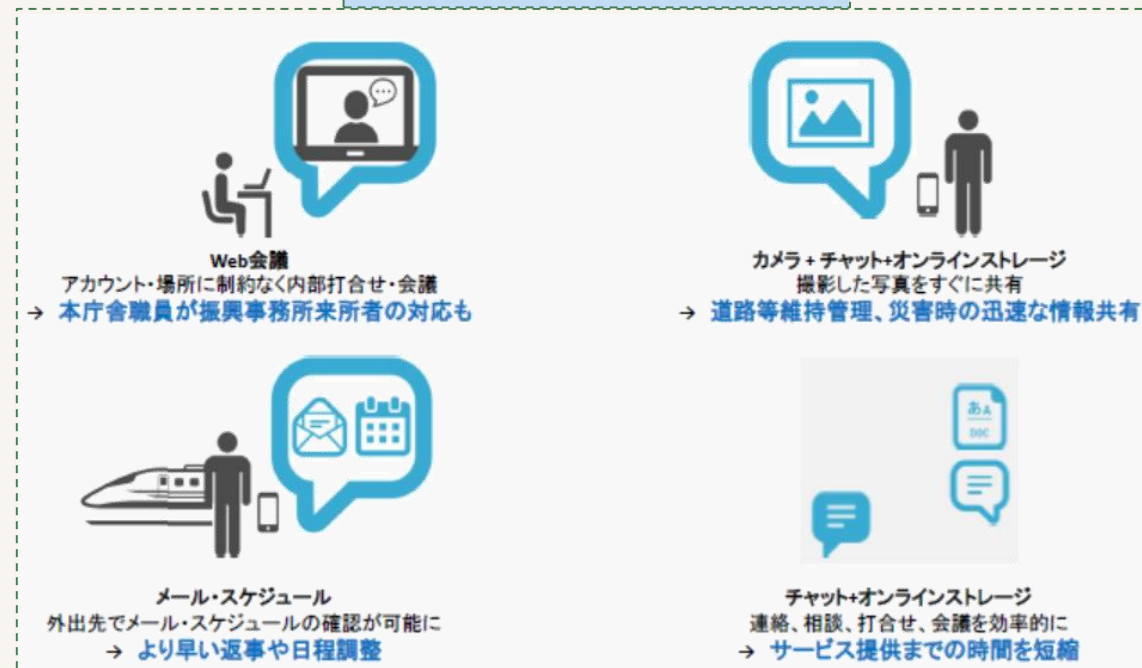 Web会議
アカウント・場所に制約なく内部打合せ・会議
→ 本庁舎職員が振興事務所来所者の対応も
カメラ + チャット+オンラインストレージ
撮影した写真をすぐに共有
→ 道路等維持管理、災害時の迅速な情報共有
メール・スケジュール
外出先でメール・スケジュールの確認が可能に
→ より早い返事や日程調整
あA
DOC
チャット+オンラインストレージ
連絡、相談、打合せ、会議を効率的に
→ サービス提供までの時間を短縮